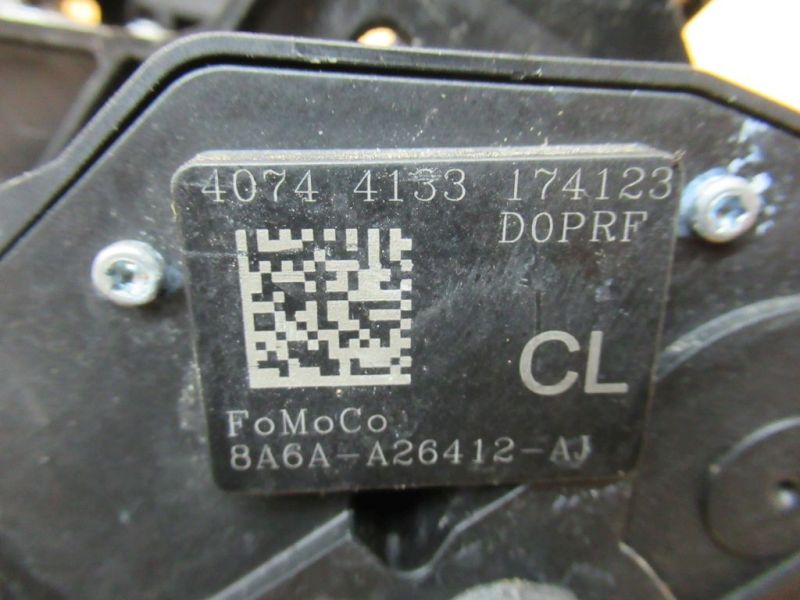 4074 4133 174123
D0PRF
CL
FoMoCo
8A6A-A26412-AJ